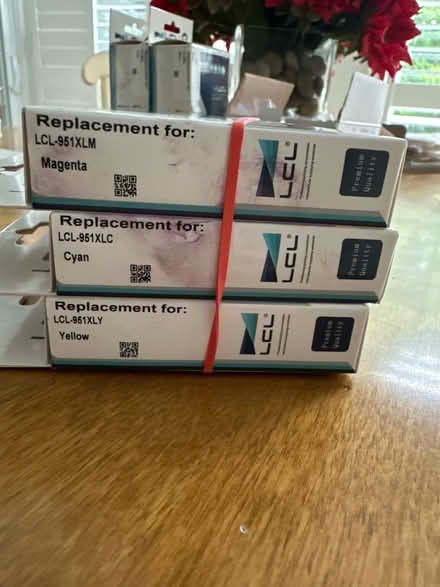 Replacement for:
LCL-951XLM
Magenta
LCL®
Premium
Quality
Replacement for:
LCL-951XLC
Cyan
LCL®
Premium
Quality
Replacement for:
LCL-951XLY
Yellow
LCL®
Premium
Quality